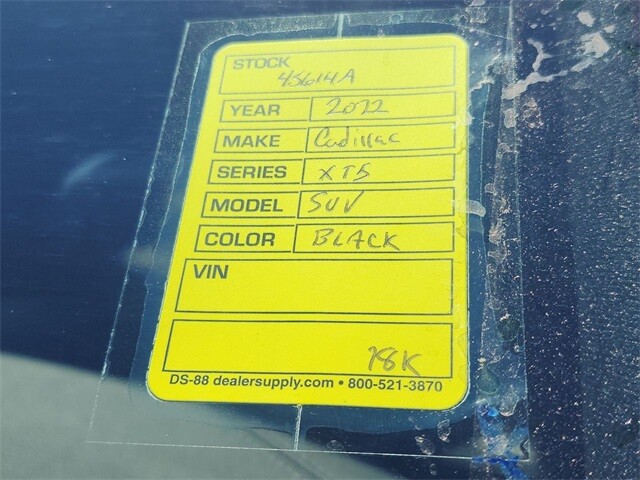 STOCK
45614A
YEAR 2022
MAKE Cadillac
SERIES XT5
MODEL SUV
COLOR BLACK
VIN
78K
DS-88 dealersupply.com • 800-521-3870